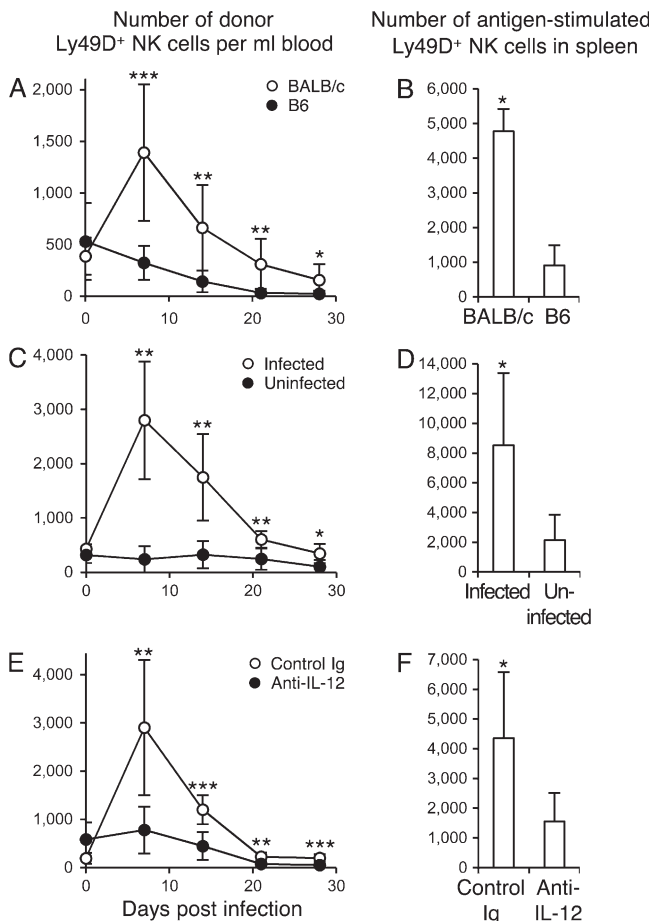 Number of donor
Ly49D+ NK cells per ml blood
Number of antigen-stimulated
Ly49D+ NK cells in spleen
A
2,000
1,500
1,000
500
0
***
**
**
*
BALB/c
B6
0
10
20
30
B
6,000
5,000
4,000
3,000
2,000
1,000
0
*
BALB/c B6
C
4,000
3,000
2,000
1,000
0
**
**
**
*
Infected
Uninfected
0
10
20
30
D
14,000
12,000
10,000
8,000
6,000
4,000
2,000
0
*
Infected Un-
infected
E
4,000
3,000
2,000
1,000
0
**
***
**
***
Control Ig
Anti-IL-12
0
10
20
30
Days post infection
F
7,000
6,000
5,000
4,000
3,000
2,000
1,000
0
*
Control Anti-
Ig IL-12